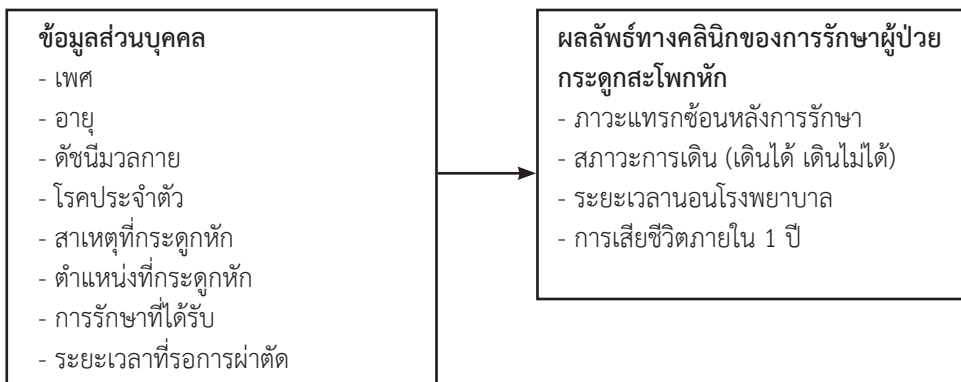 ข้อมูลส่วนบุคคล
- เพศ
- อายุ
- ดัชนีมวลกาย
- โรคประจำตัว
- สาเหตุที่กระดูกหัก
- ตำแหน่งที่กระดูกหัก
- การรักษาที่ได้รับ
- ระยะเวลาที่รอการผ่าตัด
ผลลัพธ์ทางคลินิกของการรักษาผู้ป่วย
กระดูกสะโพกหัก
- ภาวะแทรกซ้อนหลังการรักษา
- สภาวะการเดิน (เดินได้ เดินไม่ได้)
- ระยะเวลานอนโรงพยาบาล
- การเสียชีวิตภายใน 1 ปี